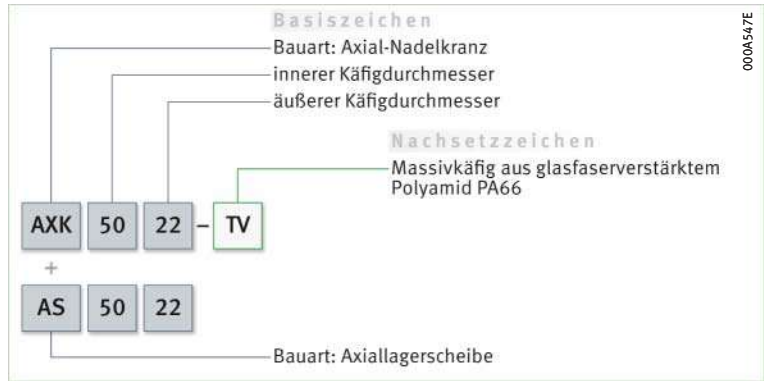 Basiszeichen
Bauart: Axial-Nadelkranz
innerer Käfigdurchmesser
äußerer Käfigdurchmesser
000A547E
Nachsetzzeichen
Massivkäfig aus glasfaserverstärktem
Polyamid PA66
AXK 50 22 – TV
+
AS 50 22
Bauart: Axiallagerscheibe